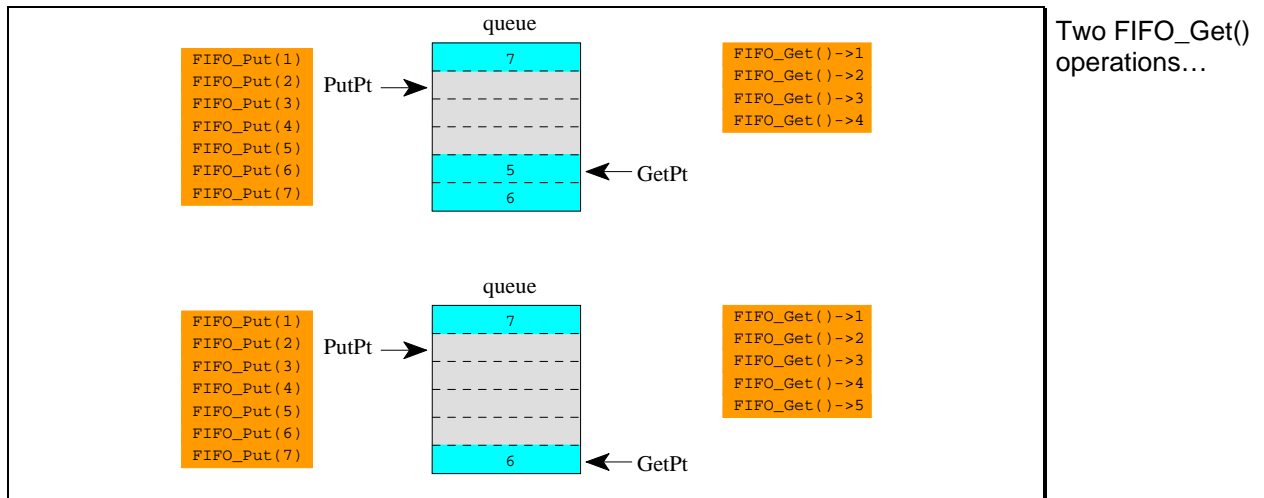 queue
FIFO_Put(1)
FIFO_Put(2)
FIFO_Put(3)
FIFO_Put(4)
FIFO_Put(5)
FIFO_Put(6)
FIFO_Put(7)
PutPt
7
5
6
GetPt
FIFO_Get()->1
FIFO_Get()->2
FIFO_Get()->3
FIFO_Get()->4
Two FIFO_Get()
operations…
queue
FIFO_Put(1)
FIFO_Put(2)
FIFO_Put(3)
FIFO_Put(4)
FIFO_Put(5)
FIFO_Put(6)
FIFO_Put(7)
PutPt
7
6
GetPt
FIFO_Get()->1
FIFO_Get()->2
FIFO_Get()->3
FIFO_Get()->4
FIFO_Get()->5